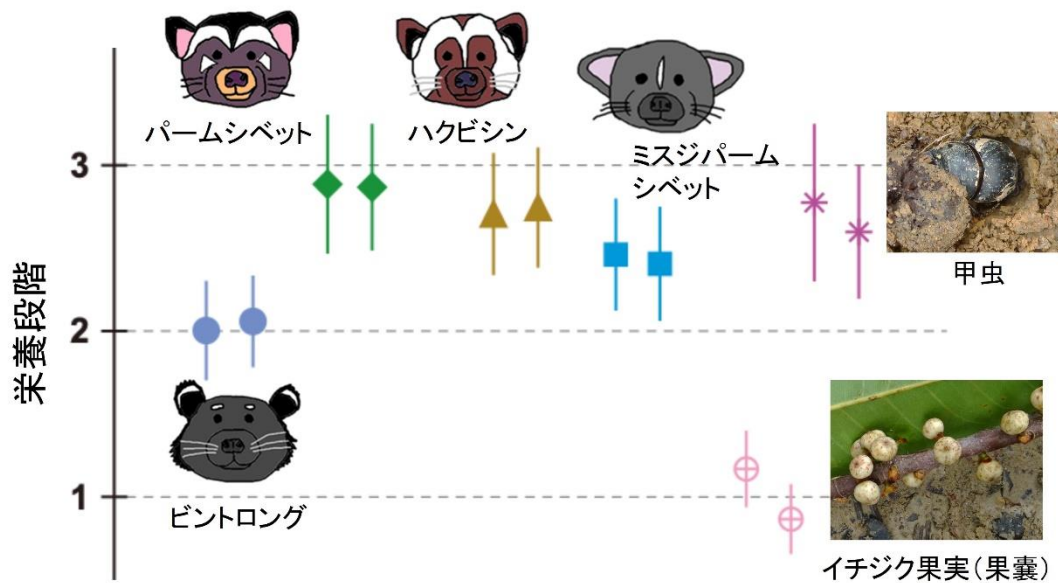 パームシベット
ハクビシン
ミスジパーム
シベット
3
甲虫
栄養段階
2
1
ビントロング
イチジク果実(果嚢)